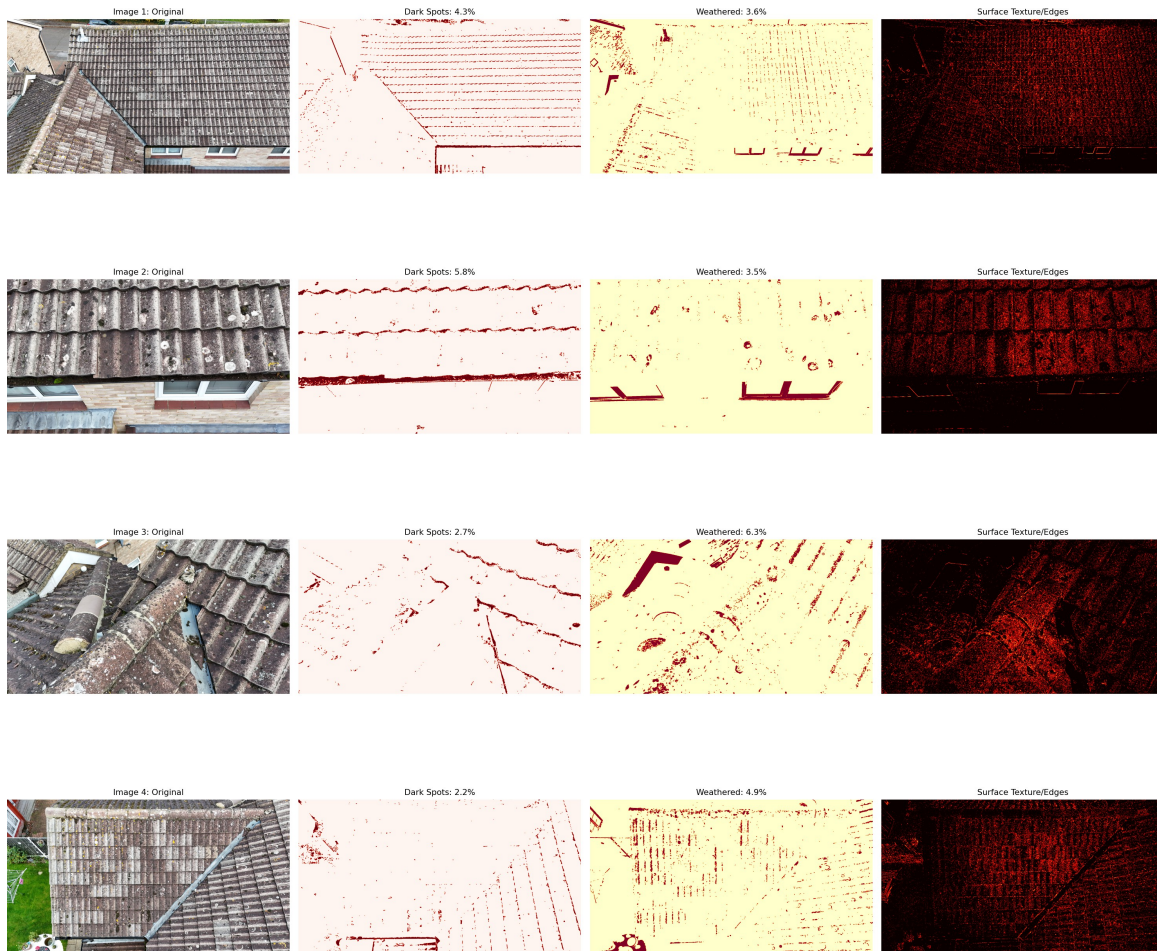 Image 1: Original
Dark Spots: 4.3%
Weathered: 3.6%
Surface Texture/Edges
Image 2: Original
Dark Spots: 5.8%
Weathered: 3.5%
Surface Texture/Edges
Image 3: Original
Dark Spots: 2.7%
Weathered: 6.3%
Surface Texture/Edges
Image 4: Original
Dark Spots: 2.2%
Weathered: 4.9%
Surface Texture/Edges